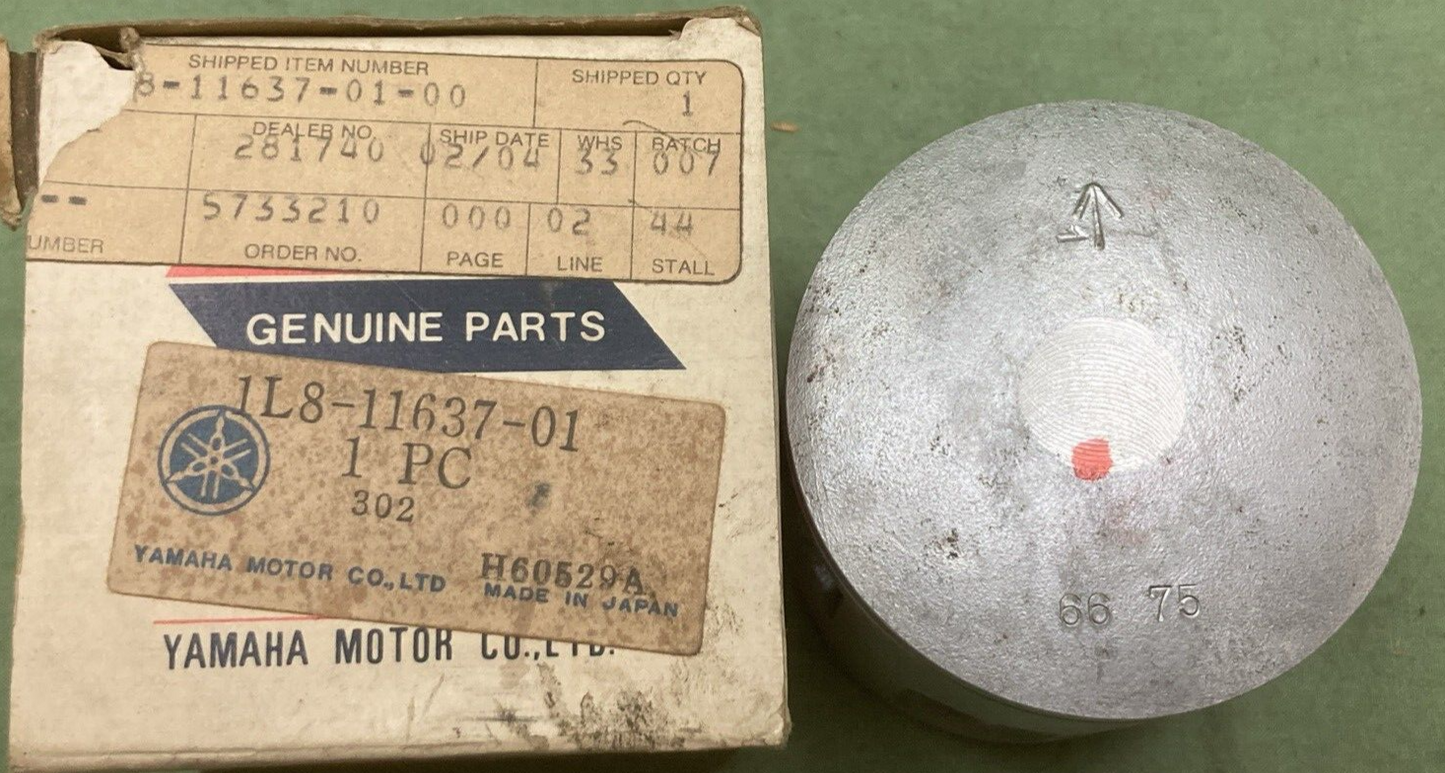 SHIPPED ITEM NUMBER SHIPPED QTY
8-11637-01-00 1
DEALER NO. SHIP DATE WHS BATCH
281740 02/04 33 007
-- 5733210 000 02 44
UMBER ORDER NO. PAGE LINE STALL
GENUINE PARTS
1L8-11637-01
1 PC
302
YAMAHA MOTOR CO.,LTD H60529A
MADE IN JAPAN
YAMAHA MOTOR CO.,LTD.
66 75